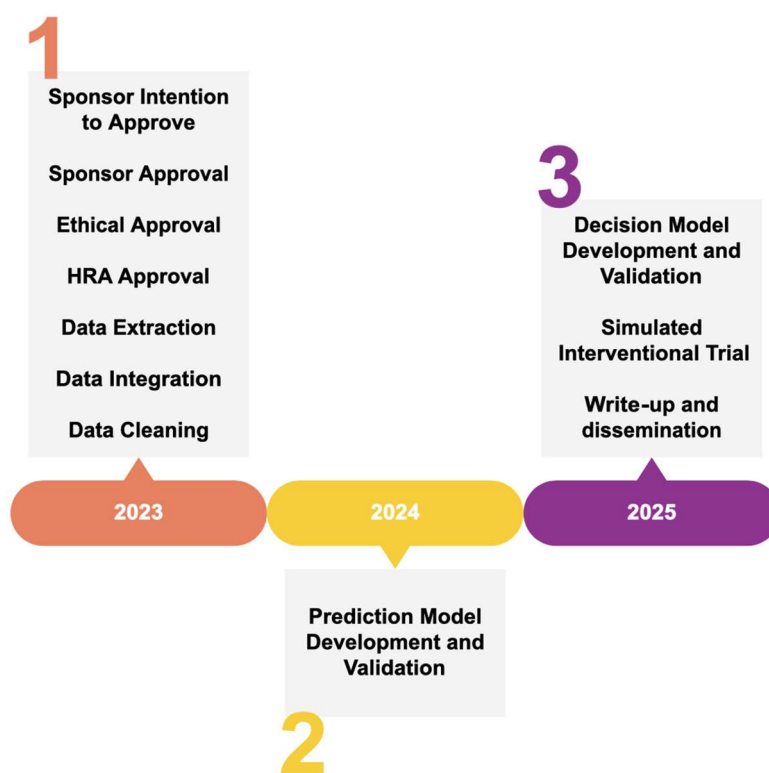 1
Sponsor Intention
to Approve
Sponsor Approval
Ethical Approval
HRA Approval
Data Extraction
Data Integration
Data Cleaning
3
Decision Model
Development and
Validation
Simulated
Interventional Trial
Write-up and
dissemination
2023
2024
2025
Prediction Model
Development and
Validation
2